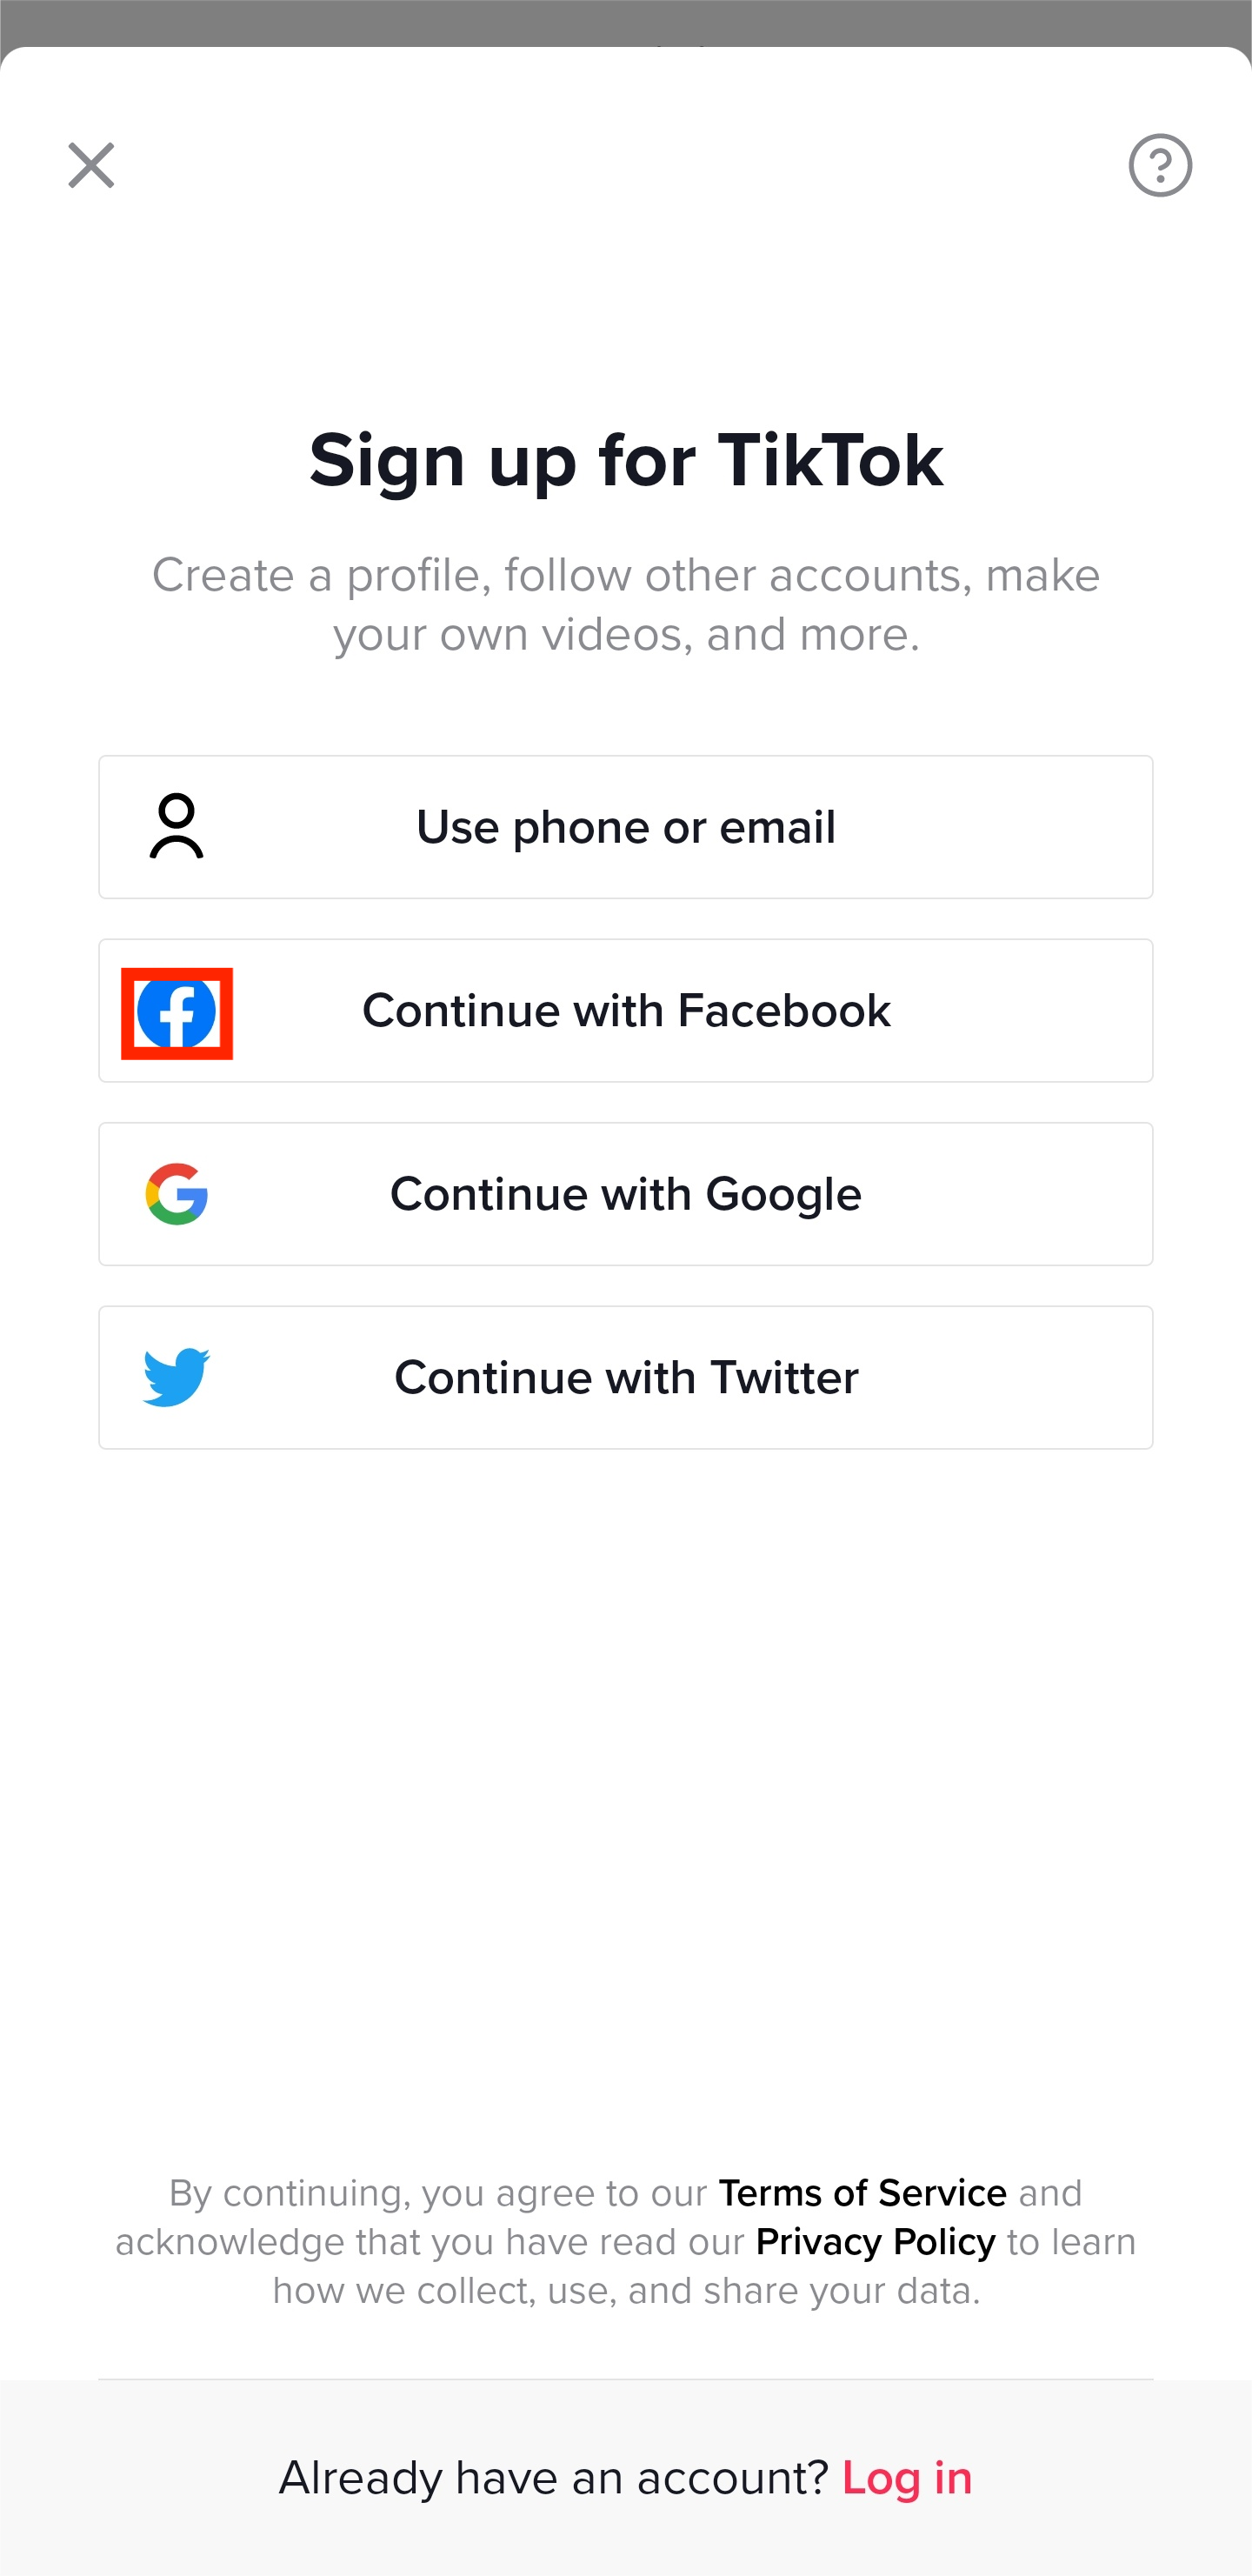 Sign up for TikTok
Create a profile, follow other accounts, make
your own videos, and more.
Use phone or email
Continue with Facebook
Continue with Google
Continue with Twitter
By continuing, you agree to our Terms of Service and
acknowledge that you have read our Privacy Policy to learn
how we collect, use, and share your data.
Already have an account? Log in